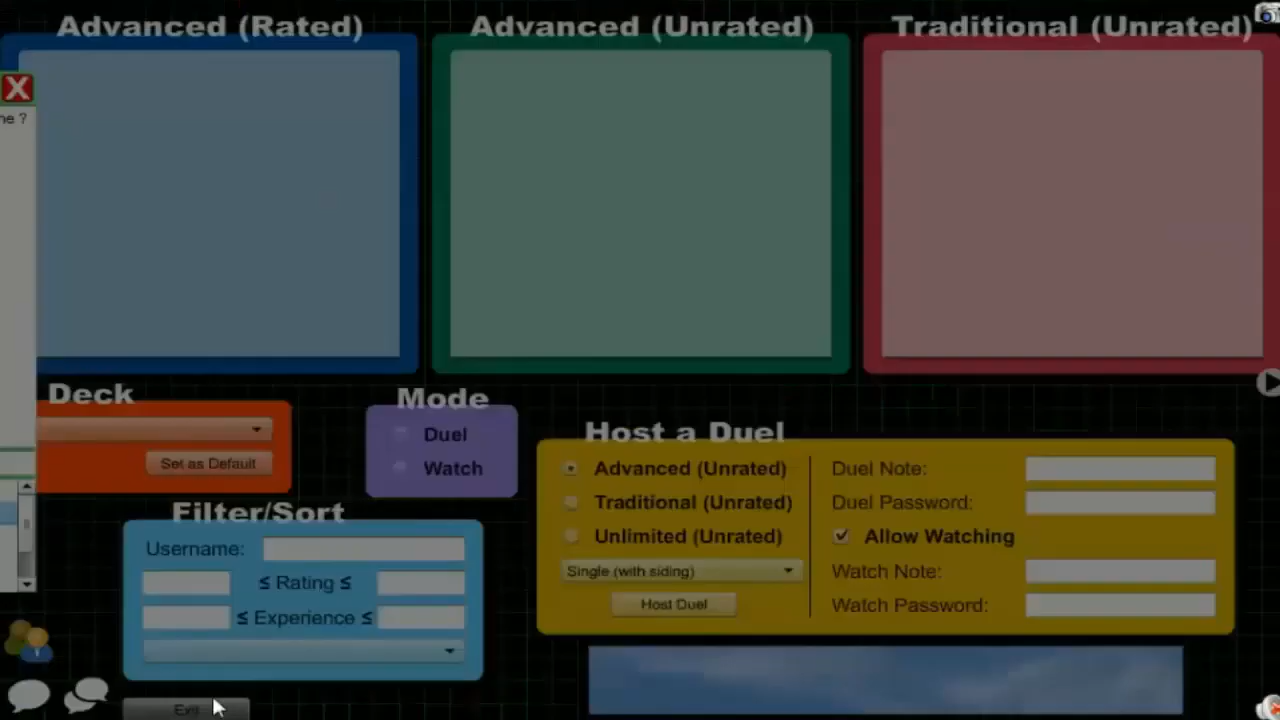 Advanced (Rated)
Advanced (Unrated)
Traditional (Unrated)
X
ne ?
Deck
Set as Default
Mode
Duel
Watch
Filter/Sort
Username:
≤ Rating ≤
≤ Experience ≤
Exit
Host a Duel
Advanced (Unrated)
Traditional (Unrated)
Unlimited (Unrated)
Single (with siding)
Host Duel
Duel Note:
Duel Password:
Allow Watching
Watch Note:
Watch Password: